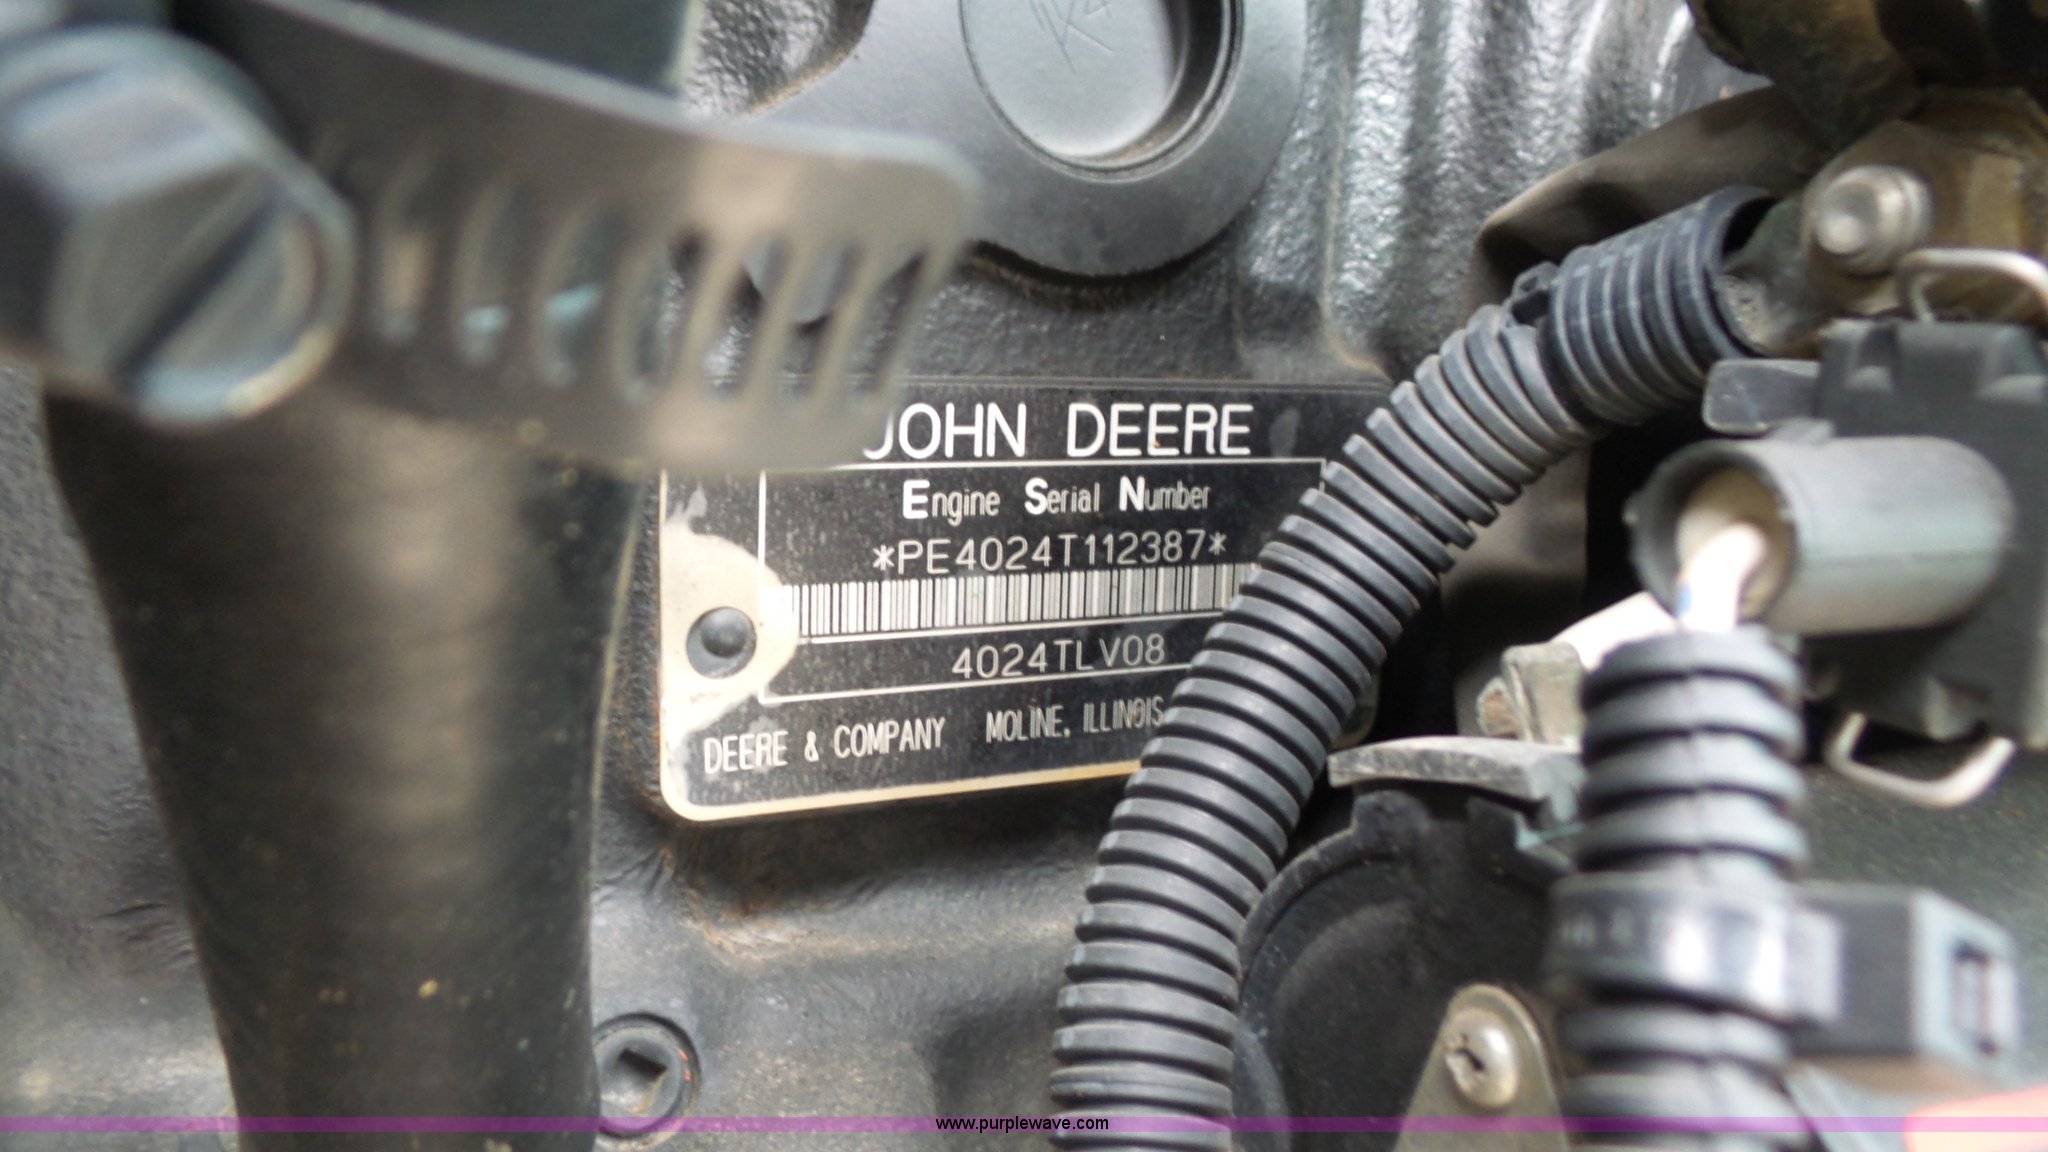 JOHN DEERE
Engine Serial Number
*PE4024T112387*
4024TLV08
DEERE & COMPANY MOLINE, ILLINOIS
www.purplewave.com